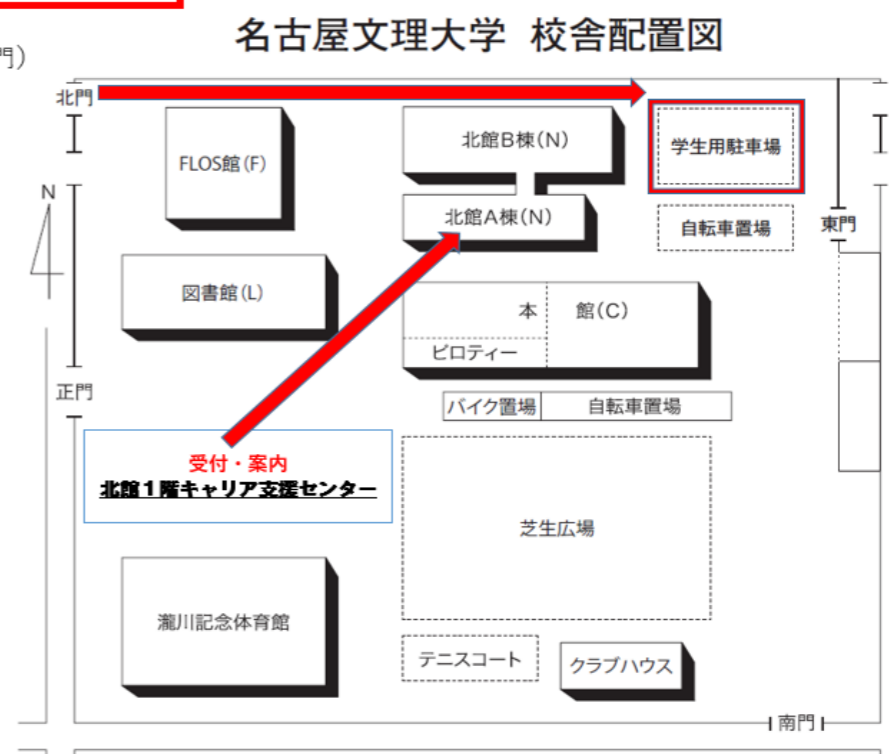 名古屋文理大学 校舎配置図
門)
北門
FLOS館(F)
北館B棟(N)
学生用駐車場
N
北館A棟(N)
自転車置場
東門
図書館(L)
本 館(C)
ピロティー
正門
バイク置場
自転車置場
受付・案内
北館1階キャリア支援センター
芝生広場
瀧川記念体育館
テニスコート
クラブハウス
南門